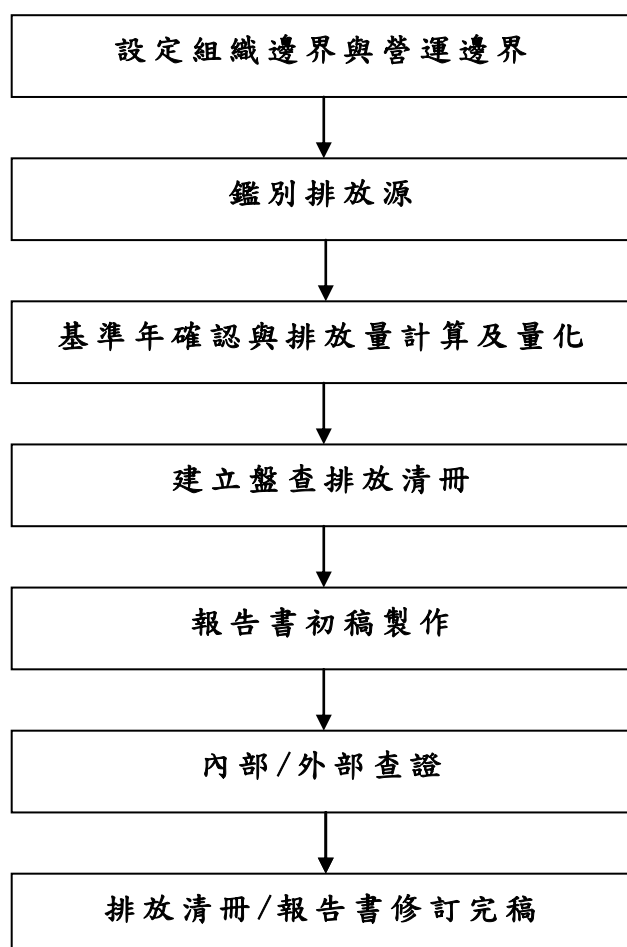 設定組織邊界與營運邊界
鑑別排放源
基準年確認與排放量計算及量化
建立盤查排放清冊
報告書初稿製作
內部/外部查證
排放清冊/報告書修訂完稿